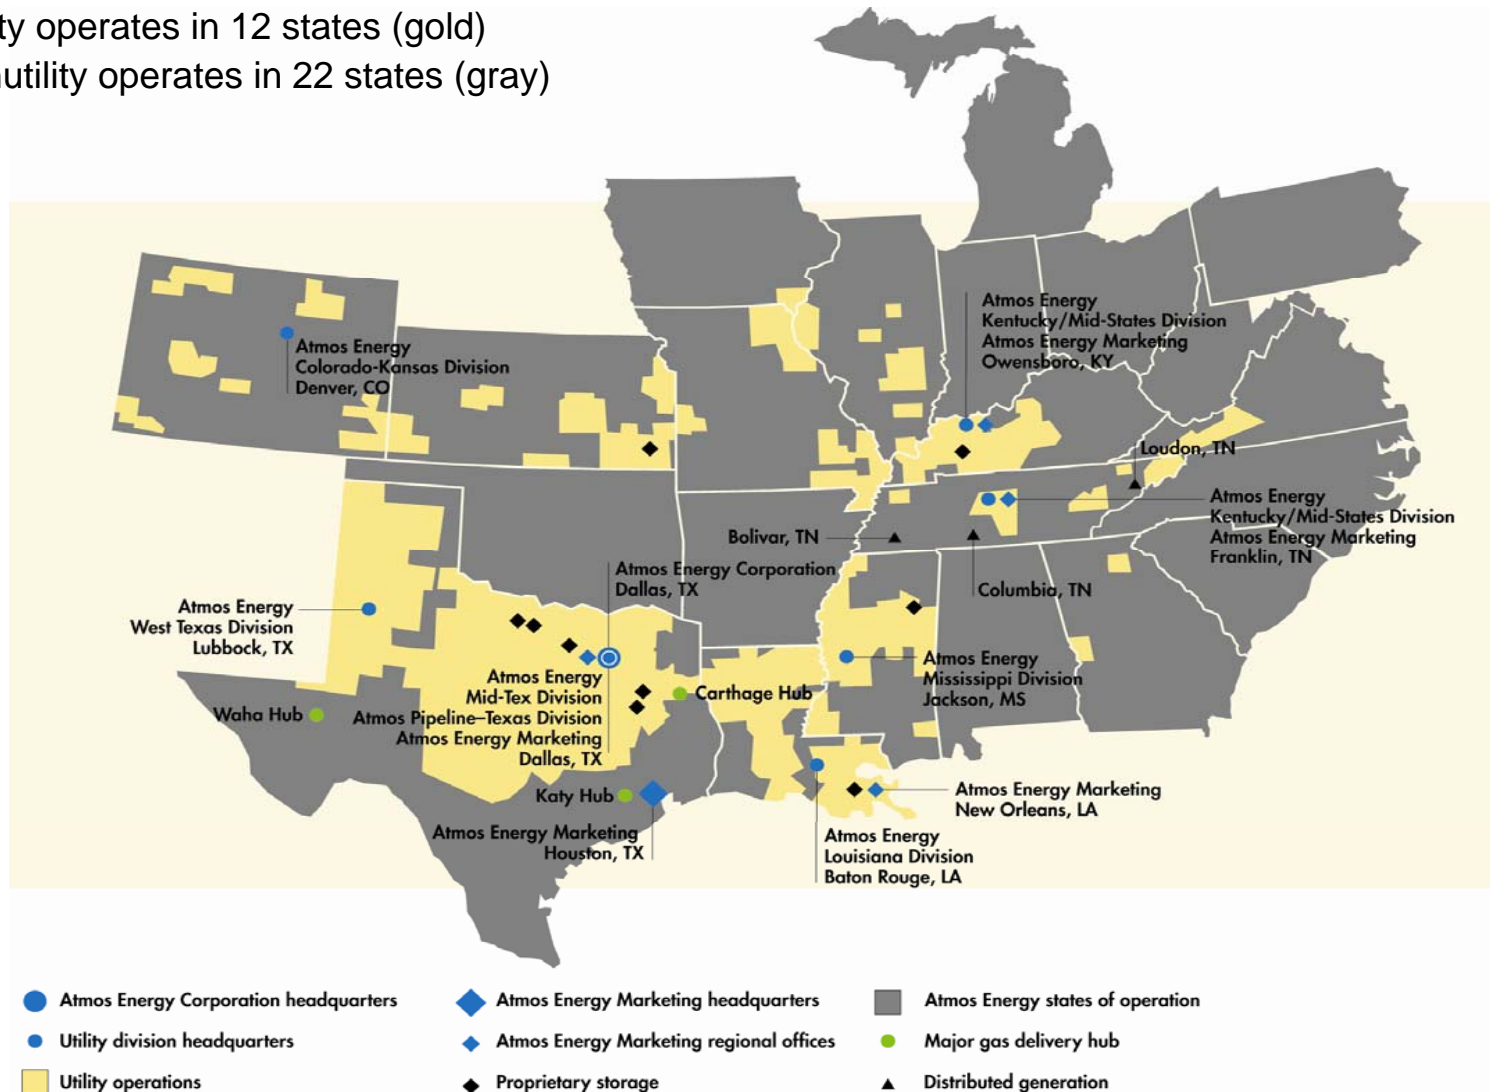 ty operates in 12 states (gold)
utility operates in 22 states (gray)
Atmos Energy
Kentucky/Mid-States Division
Atmos Energy Marketing
Owensboro, KY
Atmos Energy
Colorado-Kansas Division
Denver, CO
Loudon, TN
Atmos Energy
Kentucky/Mid-States Division
Atmos Energy Marketing
Franklin, TN
Bolivar, TN
Columbia, TN
Atmos Energy Corporation
Dallas, TX
Atmos Energy
West Texas Division
Lubbock, TX
Atmos Energy
Mississippi Division
Jackson, MS
Atmos Energy
Mid-Tex Division
Atmos Pipeline–Texas Division
Atmos Energy Marketing
Dallas, TX
Carthage Hub
Waha Hub
Katy Hub
Atmos Energy Marketing
New Orleans, LA
Atmos Energy Marketing
Houston, TX
Atmos Energy
Louisiana Division
Baton Rouge, LA
Atmos Energy Corporation headquarters
Atmos Energy Marketing headquarters
Atmos Energy states of operation
Utility division headquarters
Atmos Energy Marketing regional offices
Major gas delivery hub
Utility operations
Proprietary storage
Distributed generation